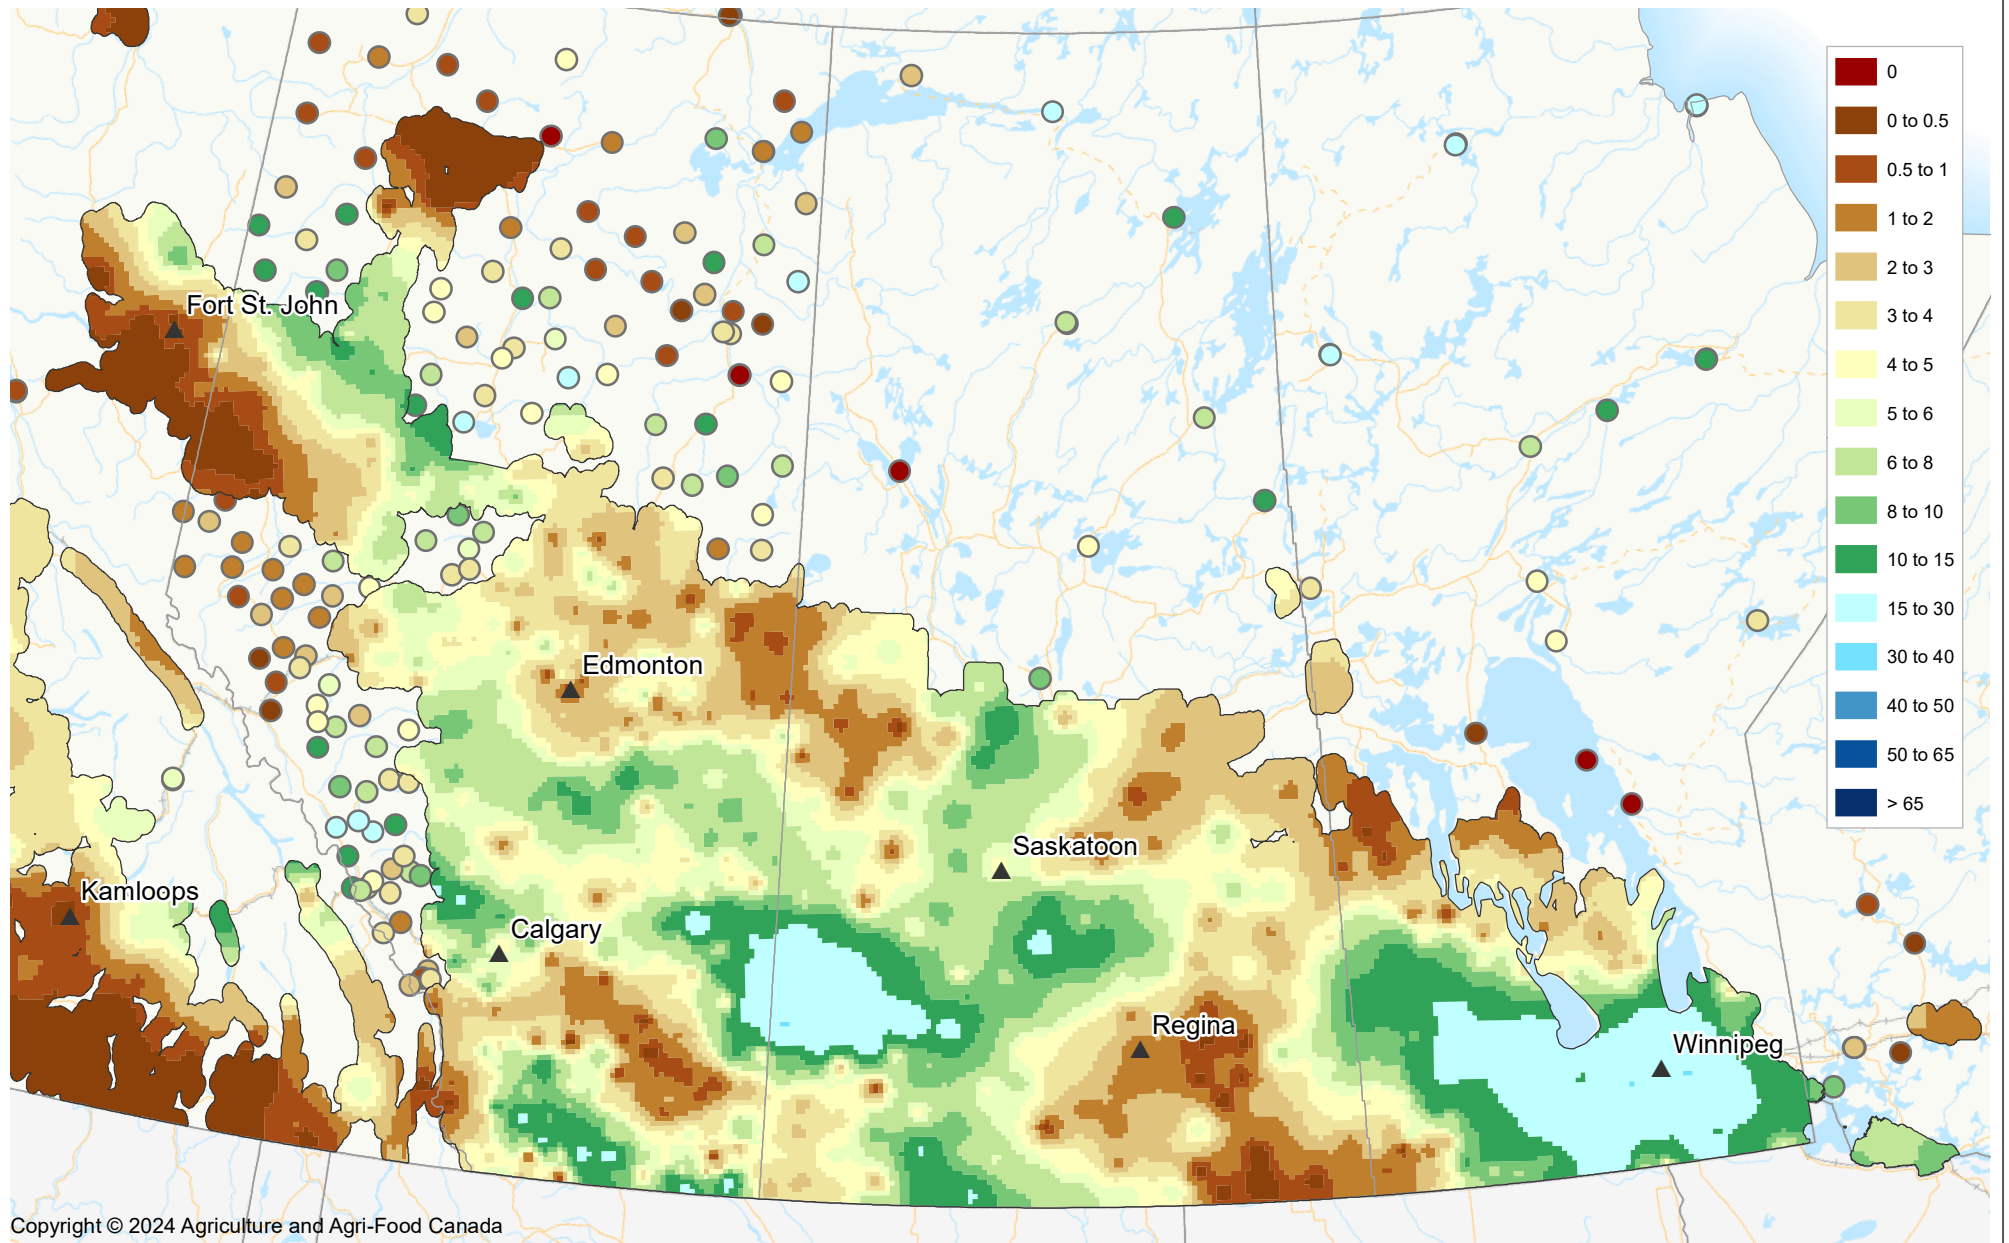 0
0 to 0.5
0.5 to 1
1 to 2
2 to 3
3 to 4
4 to 5
5 to 6
6 to 8
8 to 10
10 to 15
15 to 30
30 to 40
40 to 50
50 to 65
> 65
Fort St. John
Edmonton
Saskatoon
Kamloops
Calgary
Regina
Winnipeg
Copyright © 2024 Agriculture and Agri-Food Canada